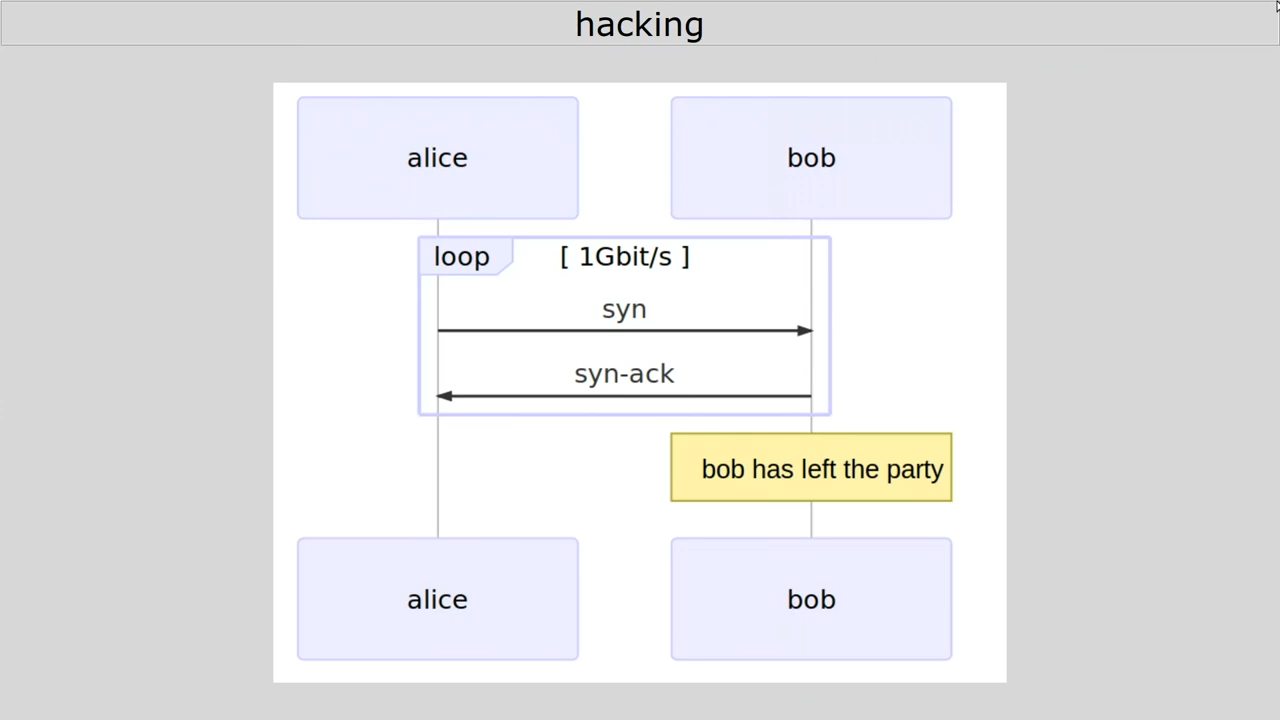 hacking
alice
bob
loop
[ 1Gbit/s ]
syn
syn-ack
bob has left the party
alice
bob